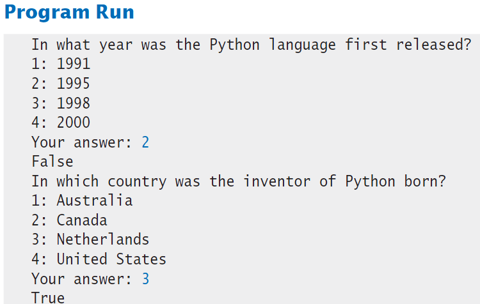 Program Run
In what year was the Python language first released?
1: 1991
2: 1995
3: 1998
4: 2000
Your answer: 2
False
In which country was the inventor of Python born?
1: Australia
2: Canada
3: Netherlands
4: United States
Your answer: 3
True